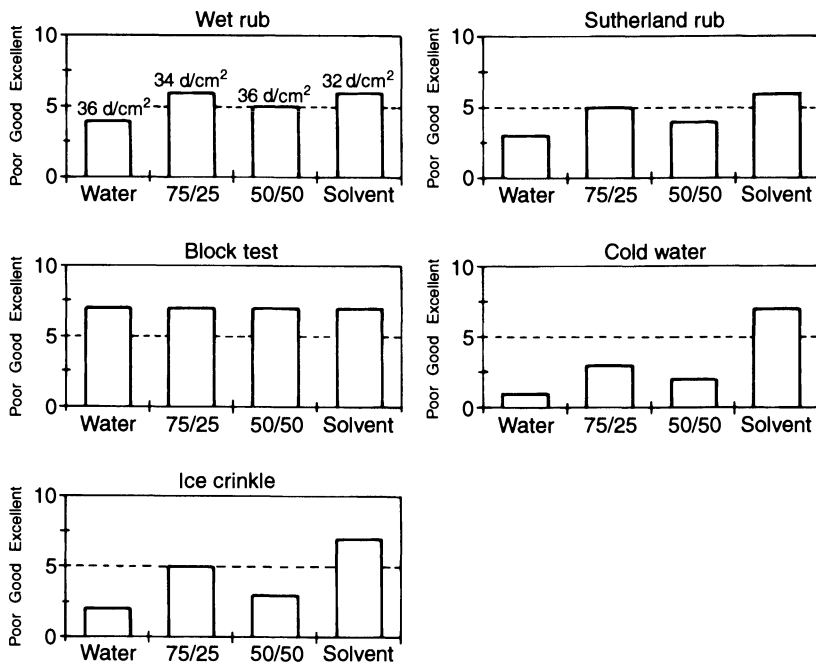 Wet rub
10
5
0
Poor Good Excellent
36 d/cm²
34 d/cm²
36 d/cm²
32 d/cm²
Water 75/25 50/50 Solvent
Sutherland rub
10
5
0
Poor Good Excellent
Water 75/25 50/50 Solvent
Block test
10
5
0
Poor Good Excellent
Water 75/25 50/50 Solvent
Cold water
10
5
0
Poor Good Excellent
Water 75/25 50/50 Solvent
Ice crinkle
10
5
0
Poor Good Excellent
Water 75/25 50/50 Solvent